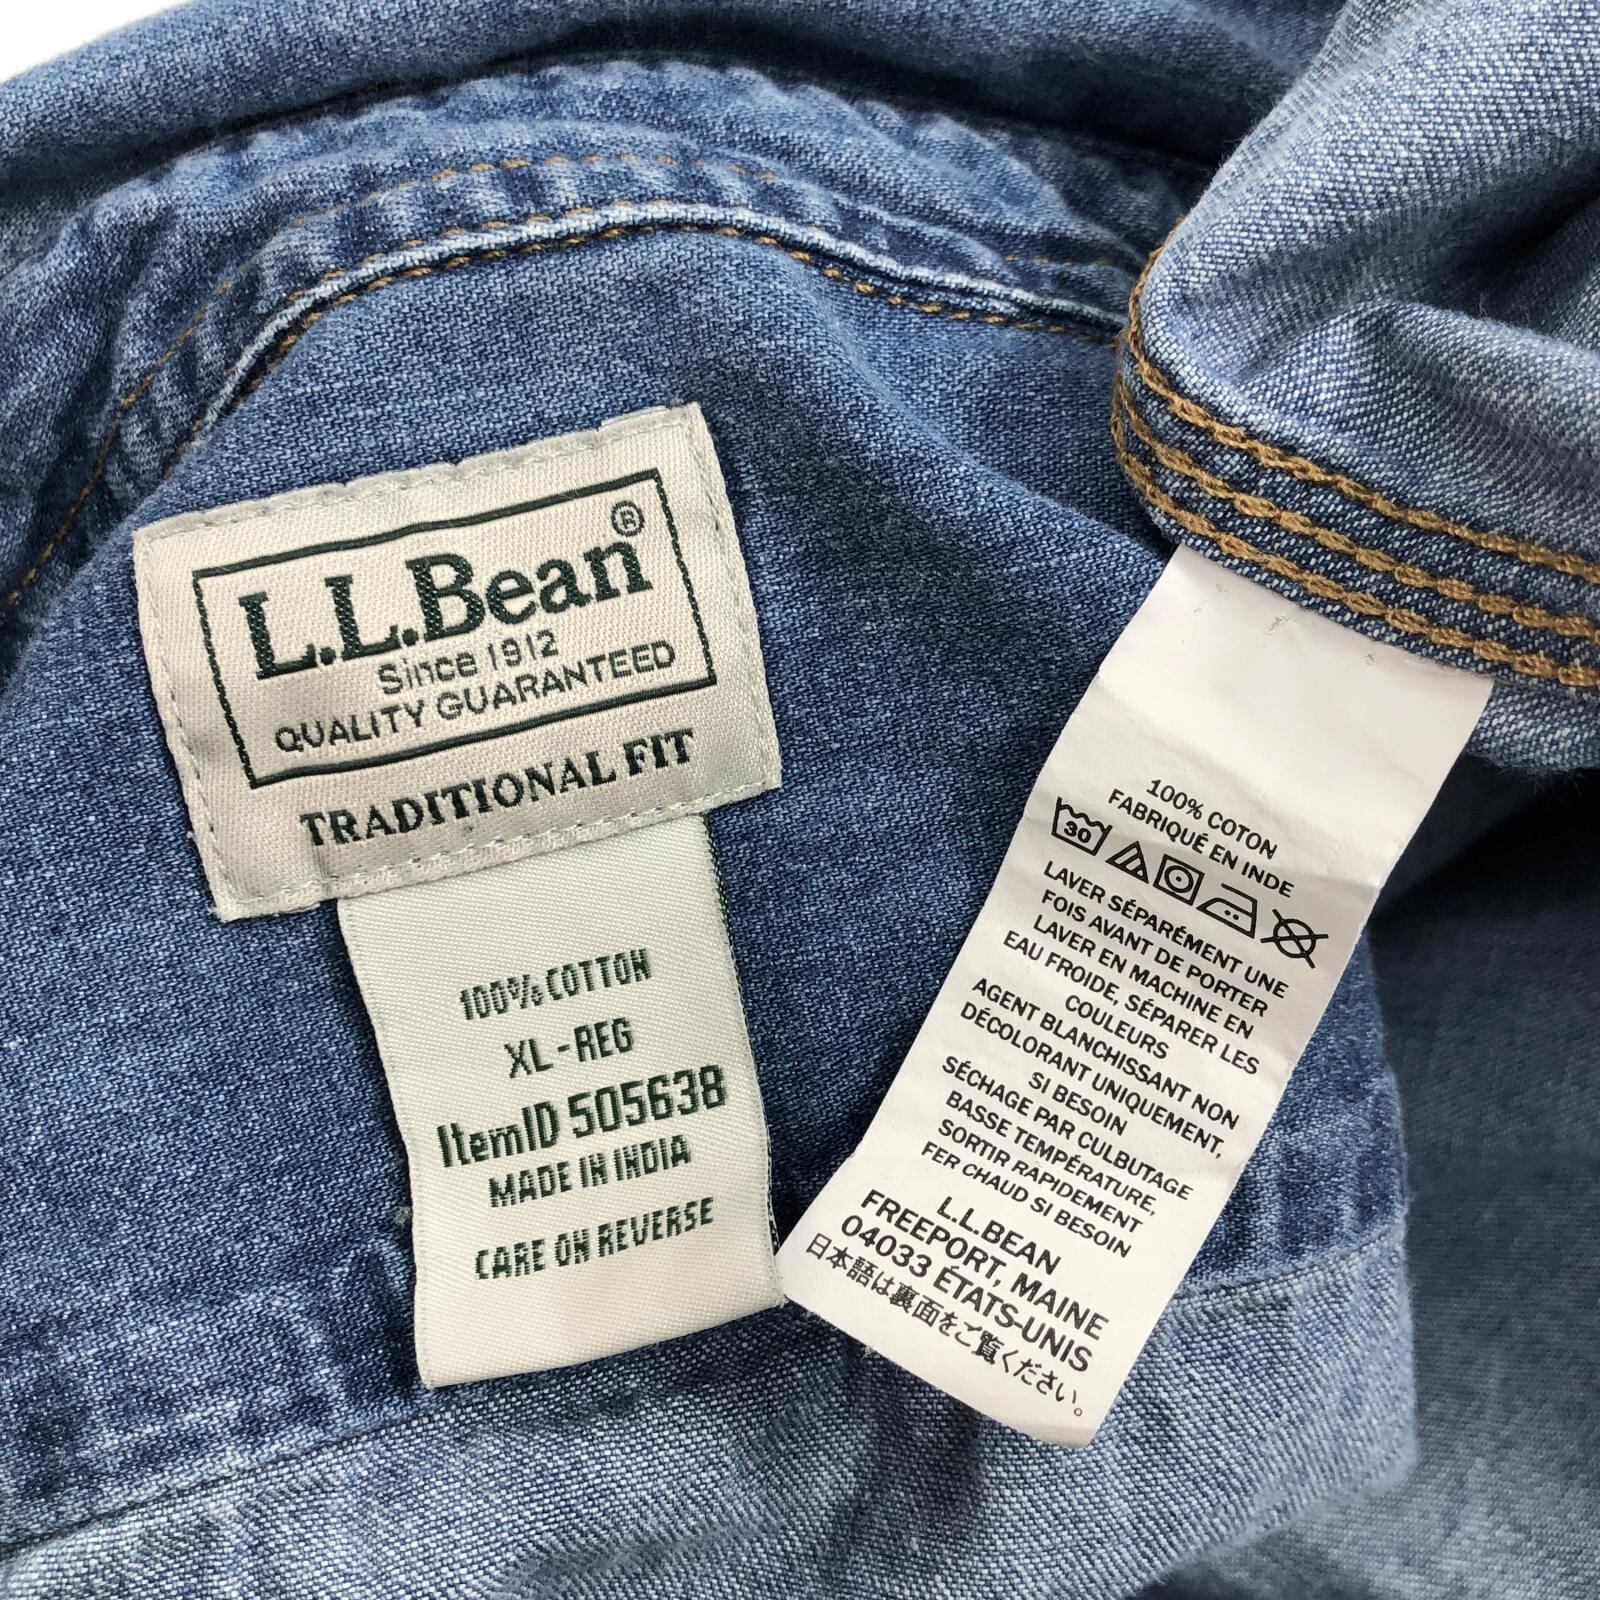 L.L.Bean®
Since 1912
QUALITY GUARANTEED
TRADITIONAL FIT
100% COTTON
XL-REG
ItemID 505638
MADE IN INDIA
CARE ON REVERSE
100% COTON
FABRIQUÉ EN INDE
30
LAVER SÉPARÉMENT UNE
FOIS AVANT DE PORTER
LAVER EN MACHINE EN
EAU FROIDE, SÉPARER LES
COULEURS
AGENT BLANCHISSANT NON
DÉCOLORANT UNIQUEMENT,
SI BESOIN
SÉCHAGE PAR CULBUTAGE
BASSE TEMPÉRATURE,
SORTIR RAPIDEMENT
FER CHAUD SI BESOIN
L.L.BEAN
FREEPORT, MAINE
04033 ÉTATS-UNIS
日本語は裏面をご覧ください。